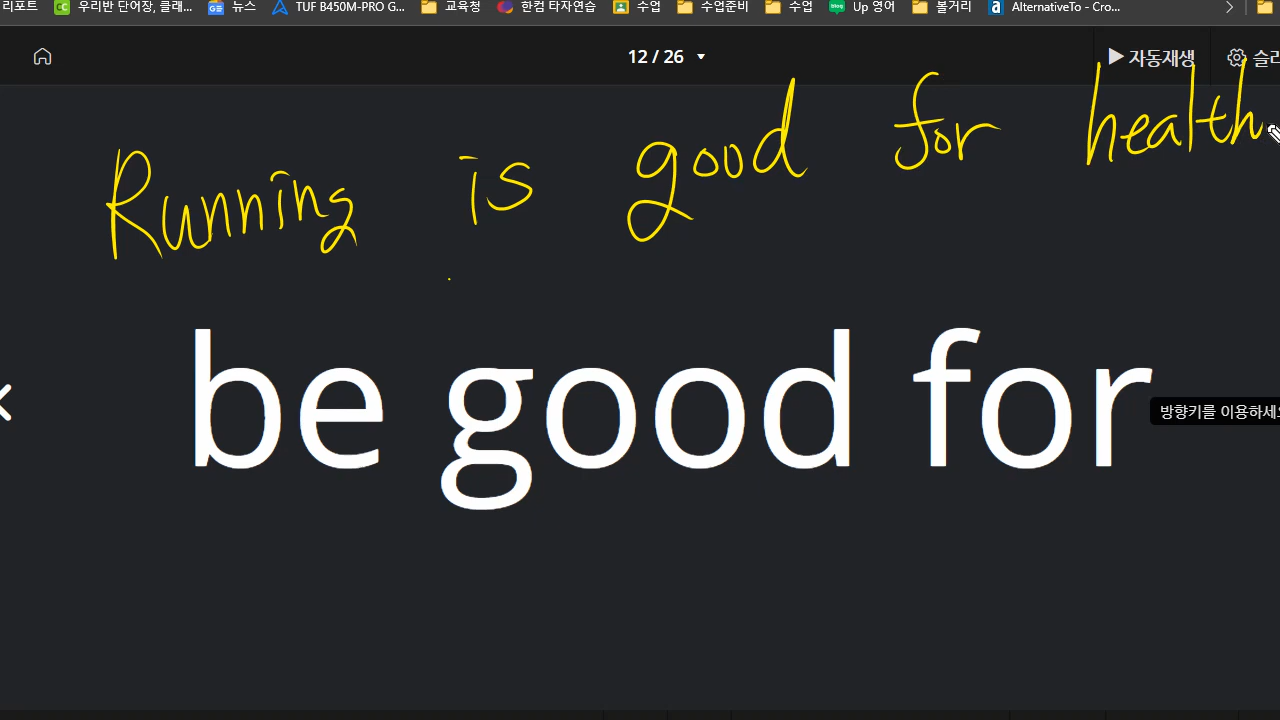 리포트 우리반 단어장, 클래... 뉴스 TUF B450M-PRO G... 교육청 한컴 타자연습 수업 수업준비 수업 Up 영어 볼거리 AlternativeTo - Cro...
12 / 26 자동재생 슬라
Running is good for health
be good for
방향키를 이용하세요